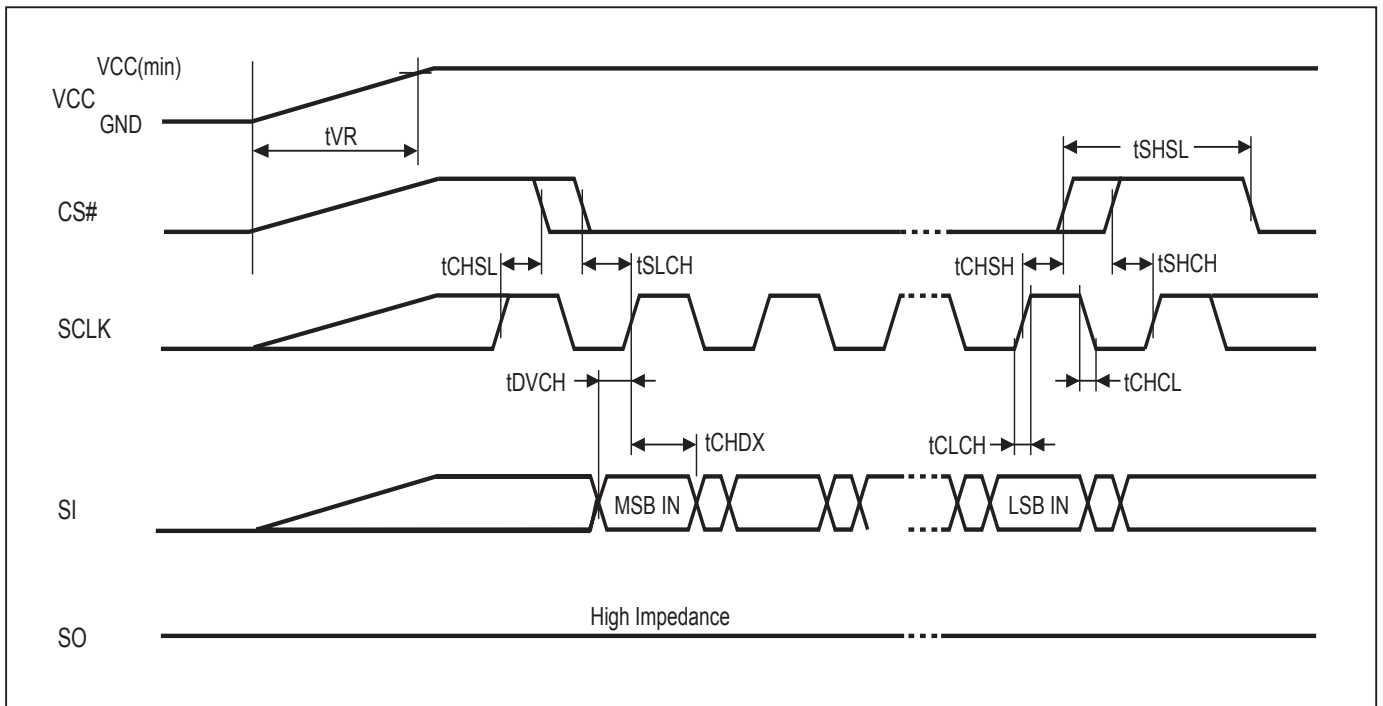 VCC(min)
VCC
GND
tVR
tSHSL
CS#
tCHSL
tSLCH
tCHSH
tSHCH
SCLK
tDVCH
tCHCL
tCHDX
tCLCH
SI
MSB IN
LSB IN
High Impedance
SO